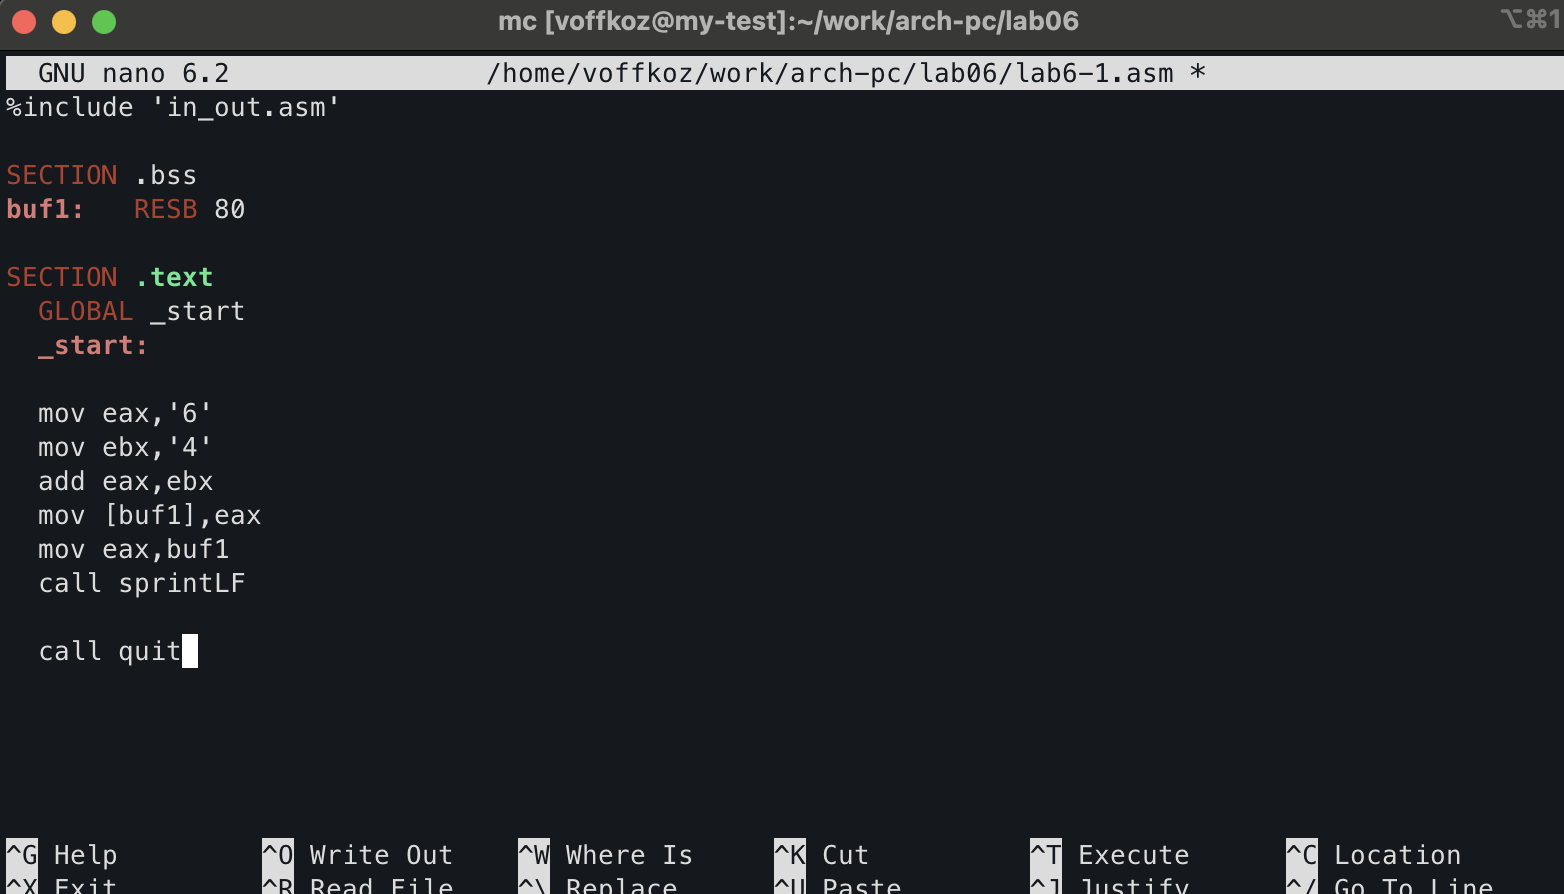 mc [voffkoz@my-test]:~/work/arch-pc/lab06 ⌥⌘1
GNU nano 6.2 /home/voffkoz/work/arch-pc/lab06/lab6-1.asm *
%include 'in_out.asm'
SECTION .bss
buf1: RESB 80
SECTION .text
GLOBAL _start
_start:
mov eax,'6'
mov ebx,'4'
add eax,ebx
mov [buf1],eax
mov eax,buf1
call sprintLF
call quit
^G Help ^O Write Out ^W Where Is ^K Cut ^T Execute ^C Location
^X Exit ^R Read File ^\ Replace ^U Paste ^J Justify ^/ Go To Line